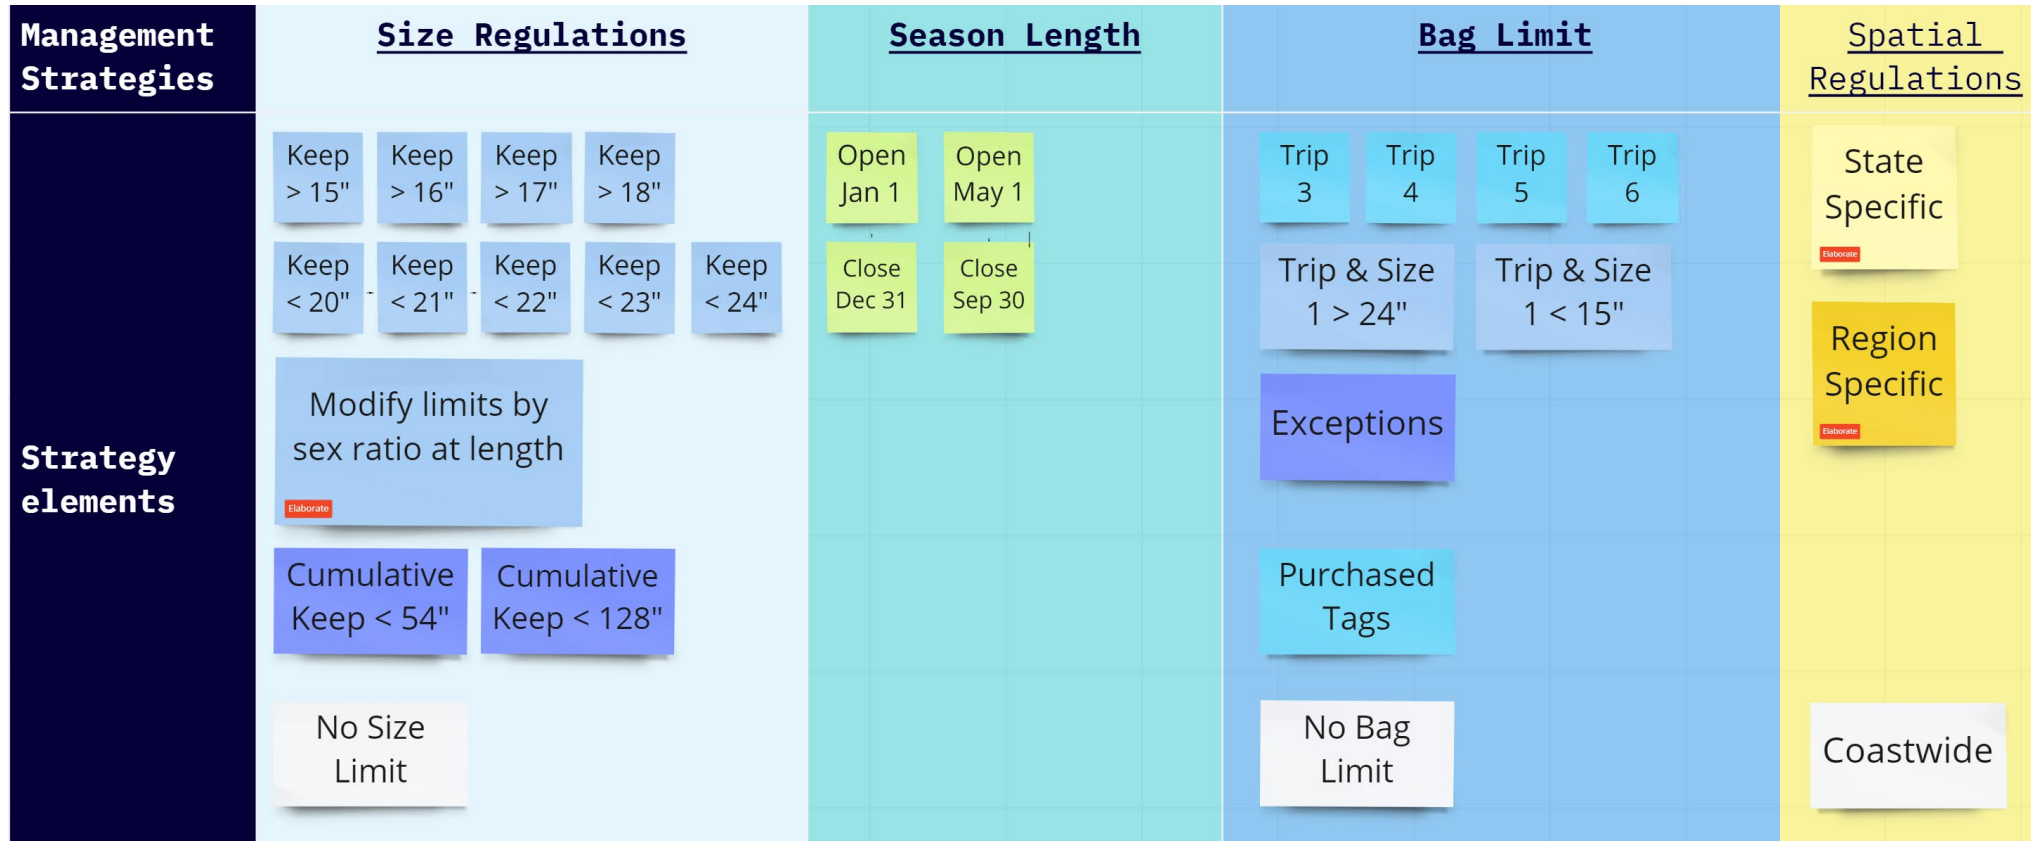 Management
Strategies
Size Regulations
Season Length
Bag Limit
Spatial
Regulations
Strategy
elements
Keep
> 15"
Keep
> 16"
Keep
> 17"
Keep
> 18"
Keep
< 20"
Keep
< 21"
Keep
< 22"
Keep
< 23"
Keep
< 24"
Modify limits by
sex ratio at length
Elaborate
Cumulative
Keep < 54"
Cumulative
Keep < 128"
No Size
Limit
Open
Jan 1
Open
May 1
Close
Dec 31
Close
Sep 30
Trip
3
Trip
4
Trip
5
Trip
6
Trip & Size
1 > 24"
Trip & Size
1 < 15"
Exceptions
Purchased
Tags
No Bag
Limit
State
Specific
Elaborate
Region
Specific
Elaborate
Coastwide